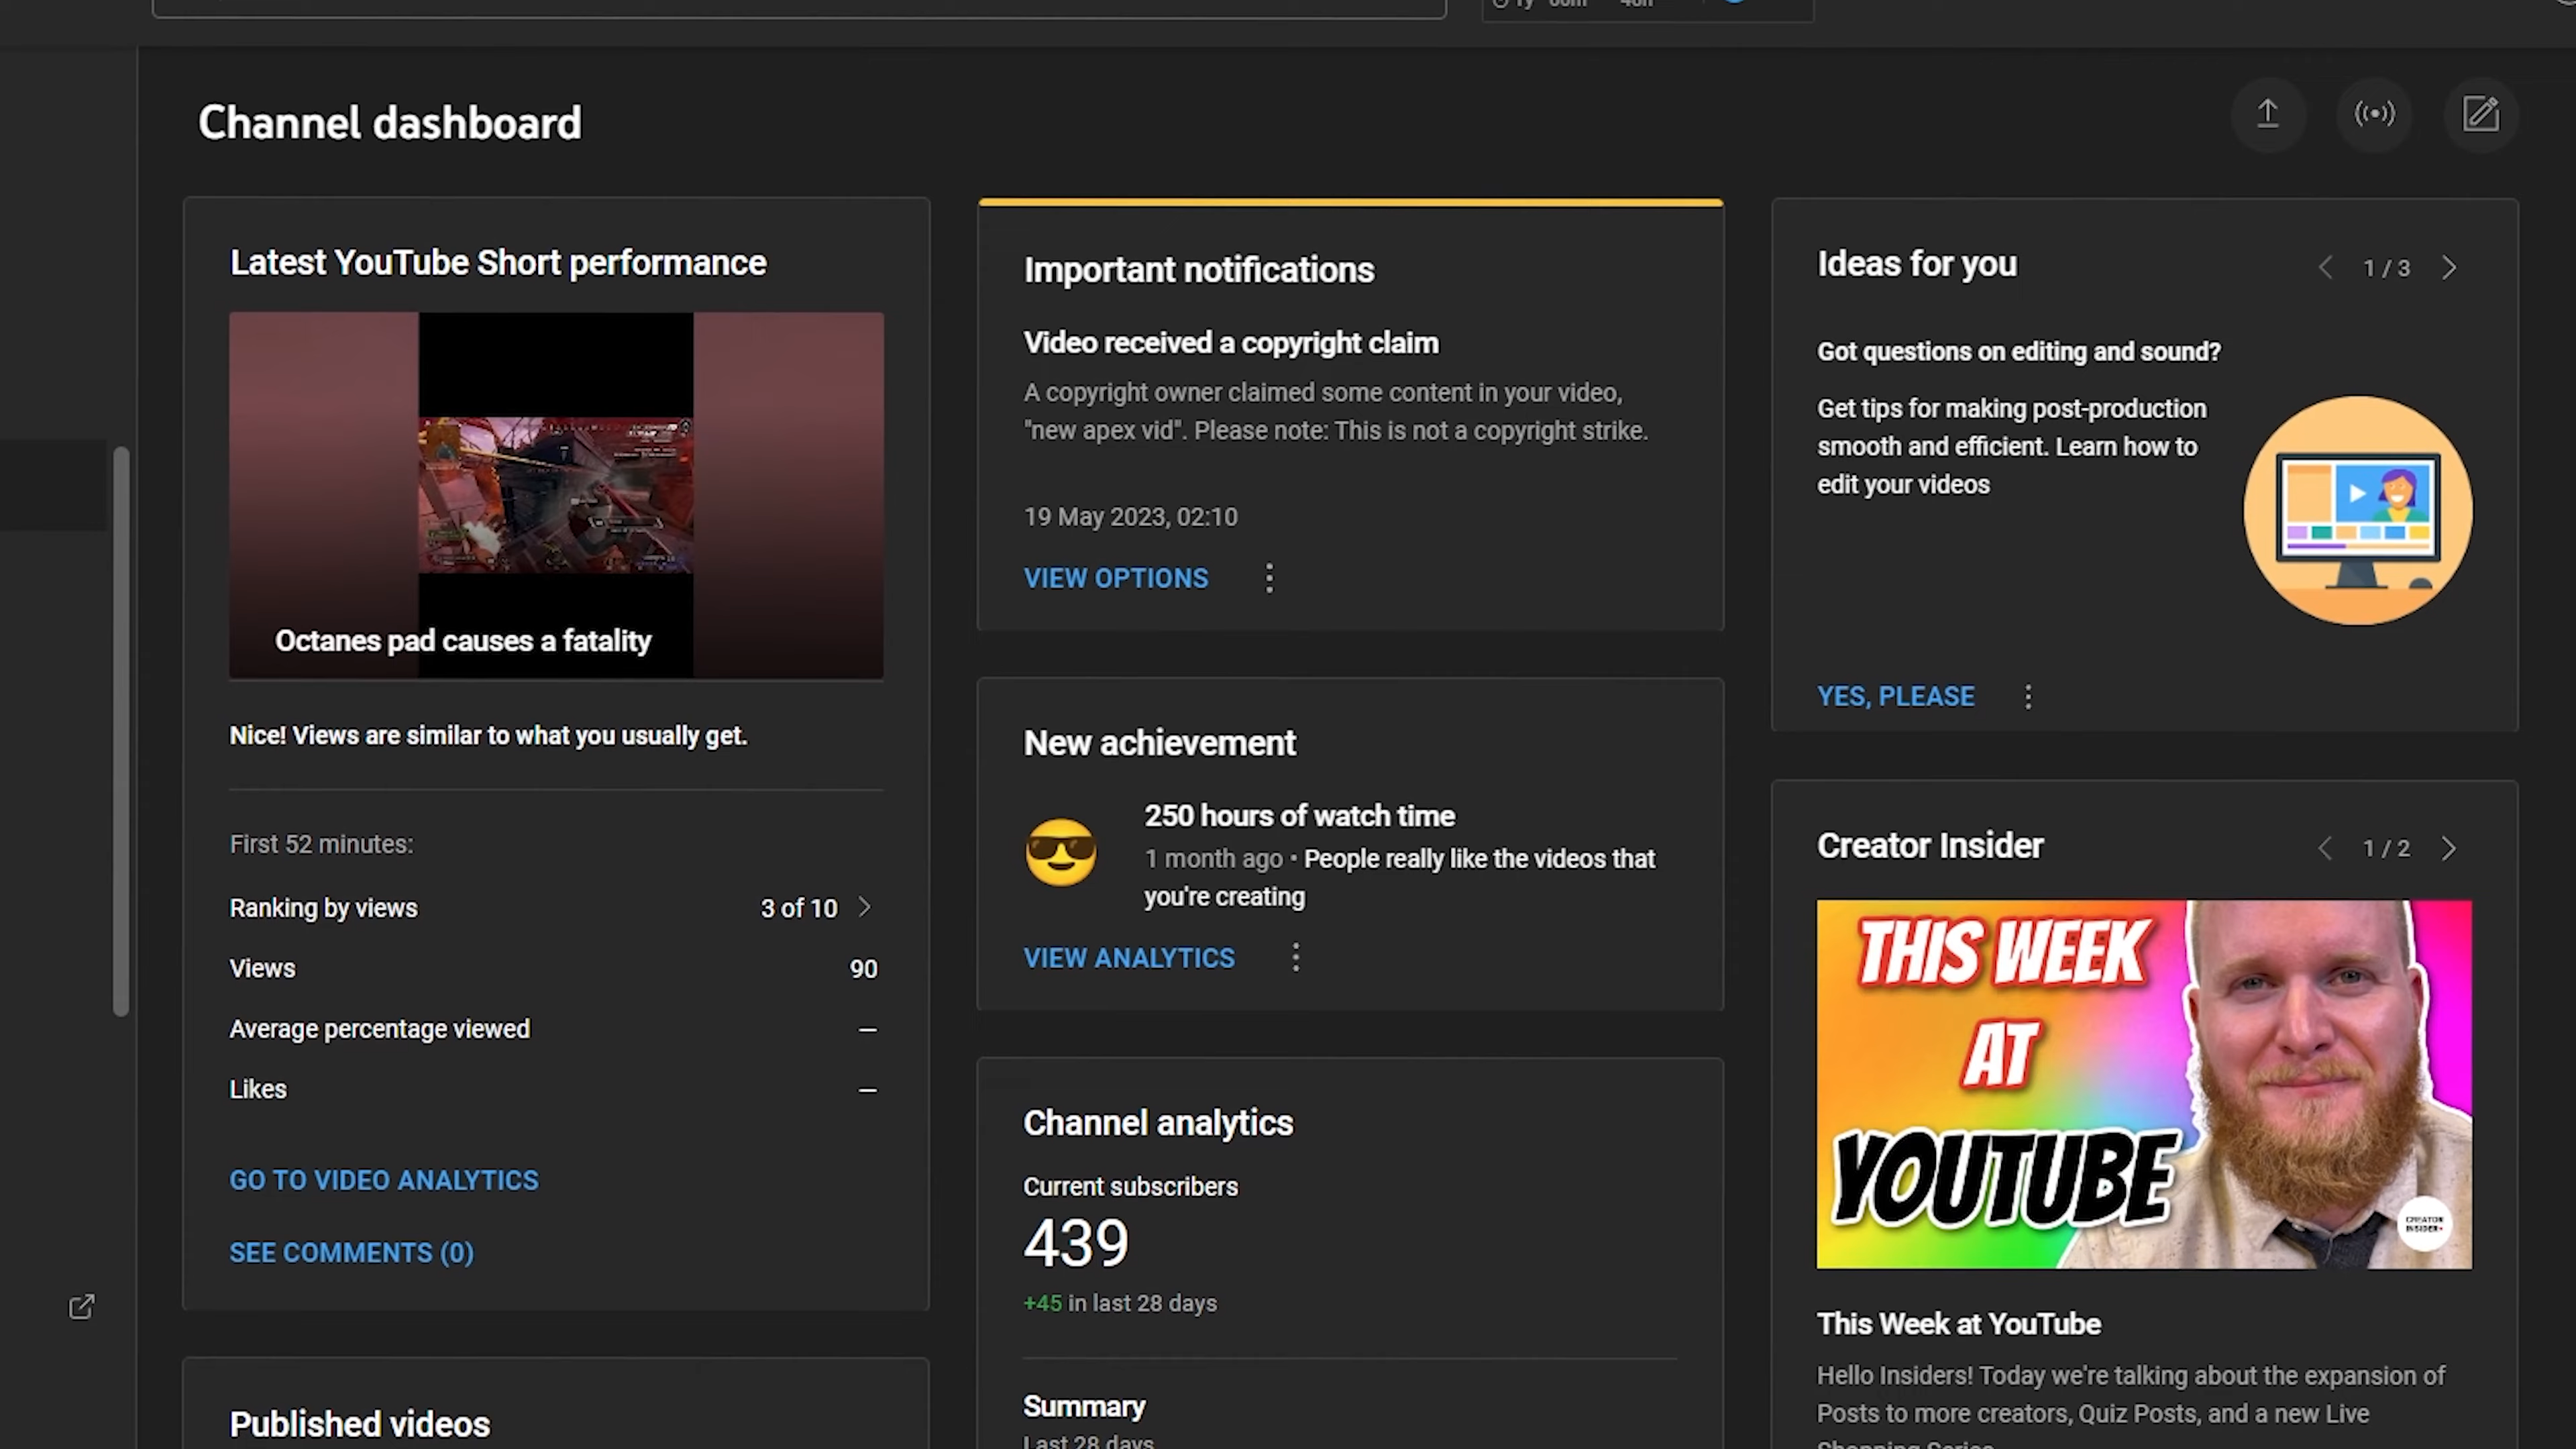 Channel dashboard
Latest YouTube Short performance
Octanes pad causes a fatality
Nice! Views are similar to what you usually get.
First 52 minutes:
Ranking by views 3 of 10
Views 90
Average percentage viewed —
Likes —
GO TO VIDEO ANALYTICS
SEE COMMENTS (0)
Published videos
Important notifications
Video received a copyright claim
A copyright owner claimed some content in your video,
"new apex vid". Please note: This is not a copyright strike.
19 May 2023, 02:10
VIEW OPTIONS
New achievement
250 hours of watch time
1 month ago • People really like the videos that
you're creating
VIEW ANALYTICS
Channel analytics
Current subscribers
439
+45 in last 28 days
Summary
Last 28 days
Ideas for you
1 / 3
Got questions on editing and sound?
Get tips for making post-production
smooth and efficient. Learn how to
edit your videos
YES, PLEASE
Creator Insider
1 / 2
THIS WEEK
AT
YOUTUBE
CREATOR
INSIDER
This Week at YouTube
Hello Insiders! Today we're talking about the expansion of
Posts to more creators, Quiz Posts, and a new Live
Shopping Series